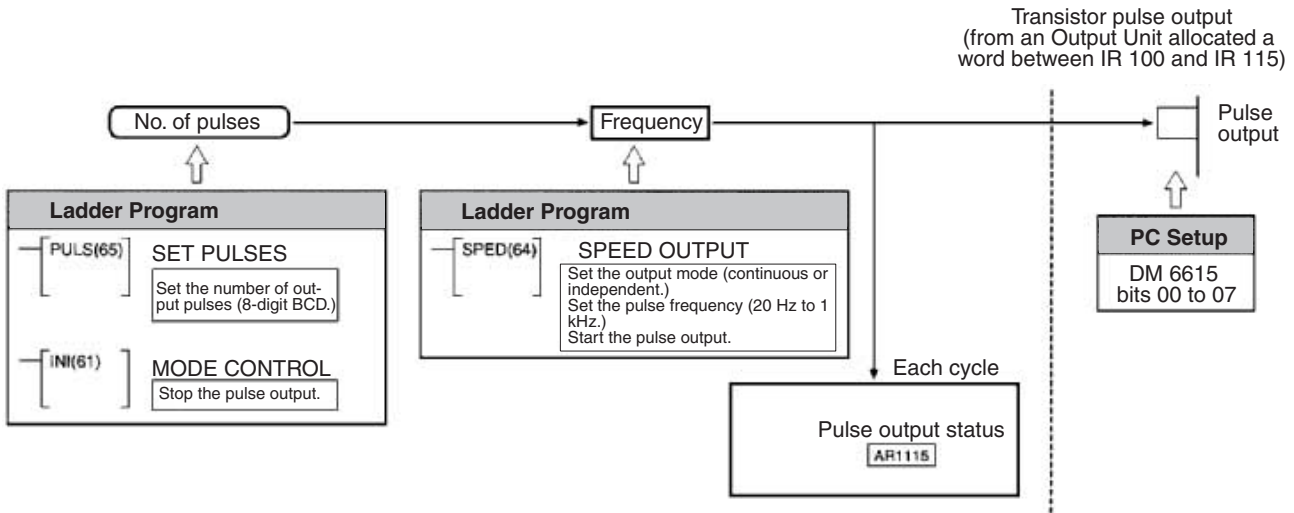 Transistor pulse output
(from an Output Unit allocated a
word between IR 100 and IR 115)
No. of pulses
Frequency
Pulse
output
Ladder Program
PULS(65)
SET PULSES
Set the number of out-
put pulses (8-digit BCD.)
INI(61)
MODE CONTROL
Stop the pulse output.
Ladder Program
SPED(64)
SPEED OUTPUT
Set the output mode (continuous or
independent.)
Set the pulse frequency (20 Hz to 1
kHz.)
Start the pulse output.
PC Setup
DM 6615
bits 00 to 07
Each cycle
Pulse output status
AR1115